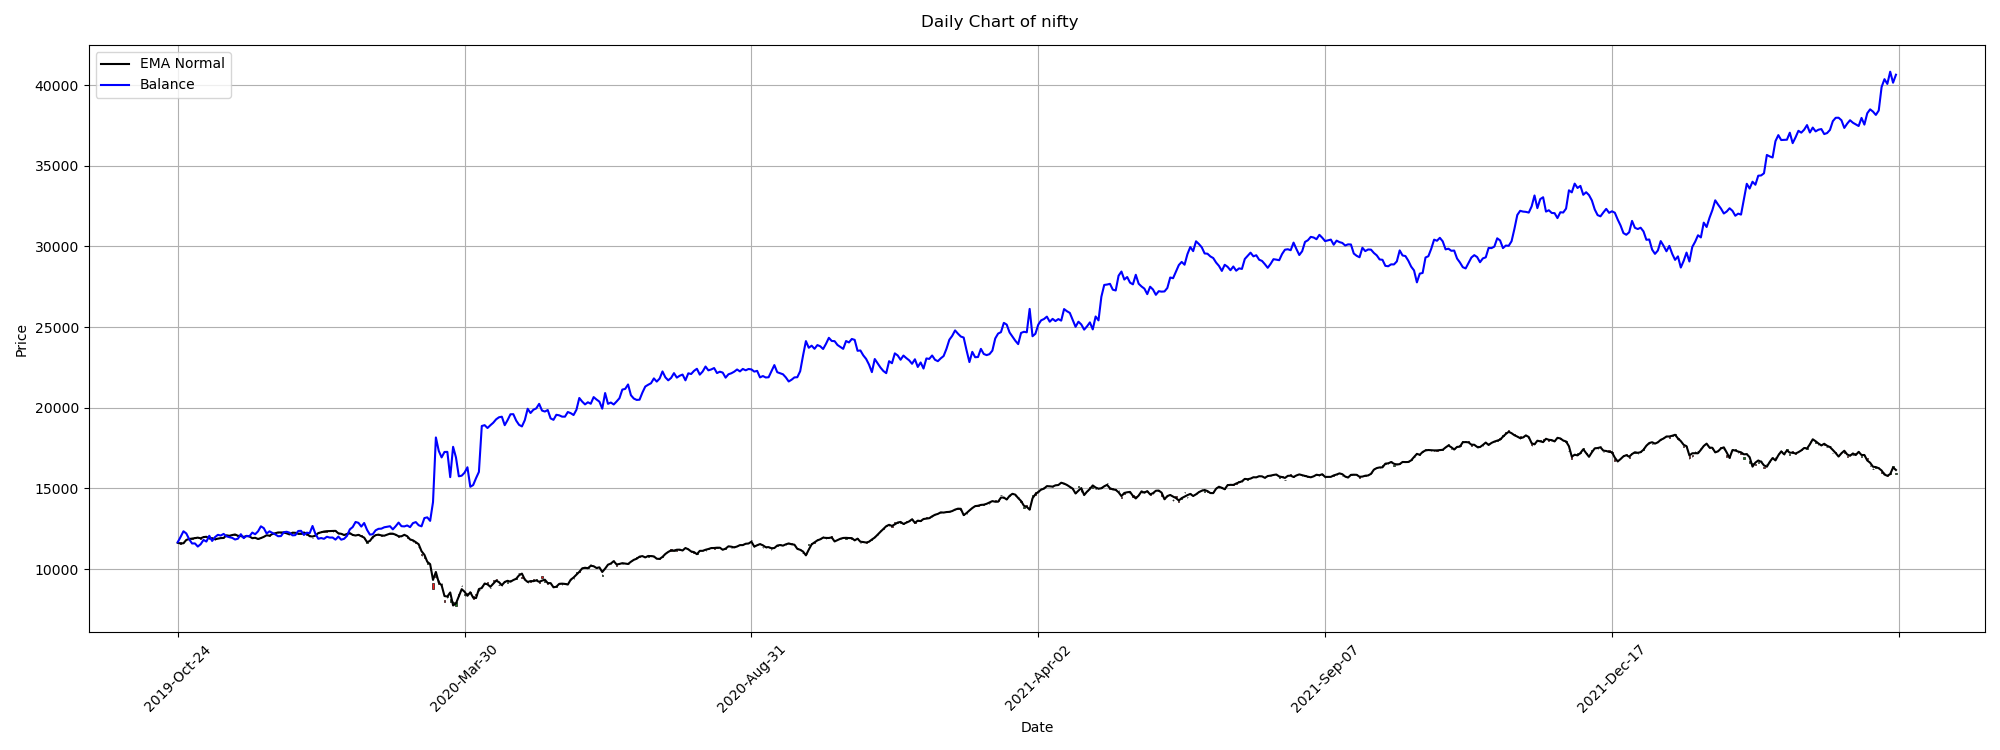 Daily Chart of nifty
EMA Normal
Balance
40000
35000
30000
25000
20000
15000
10000
Price
2019-Oct-24
2020-Mar-30
2020-Aug-31
2021-Apr-02
2021-Sep-07
2021-Dec-17
Date